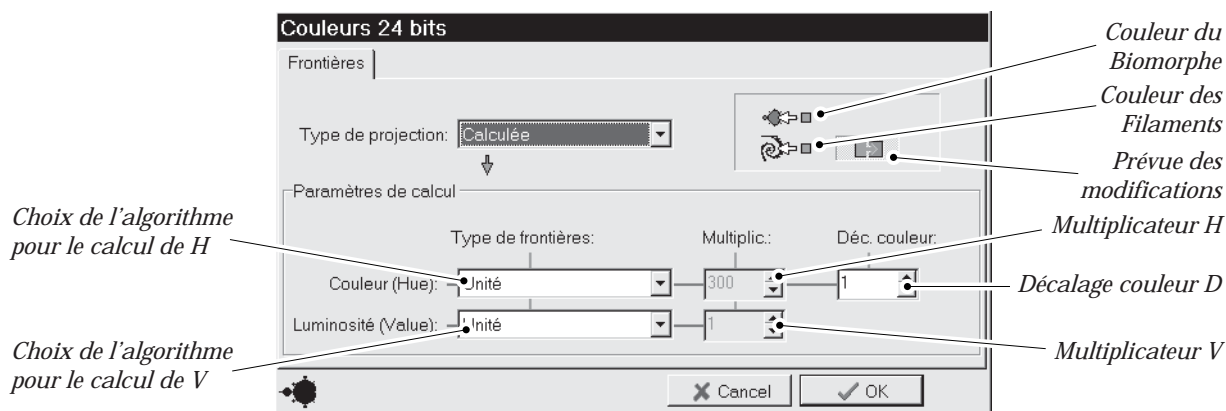 Couleurs 24 bits
Frontières
Type de projection:
Calculée
Paramètres de calcul
Type de frontières:
Multiplic.:
Déc. couleur:
Couleur (Hue):
Unité
300
1
Luminosité (Value):
Unité
1
Cancel
OK
Choix de l'algorithme
pour le calcul de H
Choix de l'algorithme
pour le calcul de V
Couleur du
Biomorphe
Couleur des
Filaments
Prévue des
modifications
Multiplicateur H
Décalage couleur D
Multiplicateur V